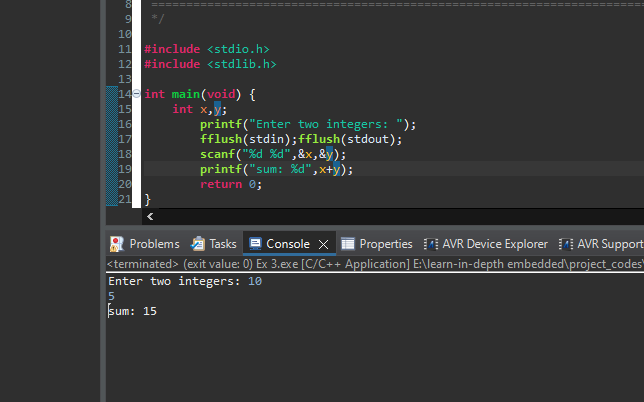 8 ================================================================
9 */
10
11 #include <stdio.h>
12 #include <stdlib.h>
13
14 int main(void) {
15 int x,y;
16 printf("Enter two integers: ");
17 fflush(stdin);fflush(stdout);
18 scanf("%d %d",&x,&y);
19 printf("sum: %d",x+y);
20 return 0;
21 }
<
Problems Tasks Console Properties AVR Device Explorer AVR Support
<terminated> (exit value: 0) Ex 3.exe [C/C++ Application] E:\learn-in-depth embedded\project_codes\
Enter two integers: 10
5
sum: 15